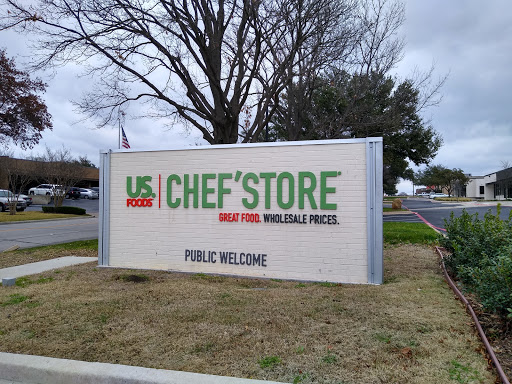 US. FOODS CHEF'STORE®
GREAT FOOD. WHOLESALE PRICES.
PUBLIC WELCOME